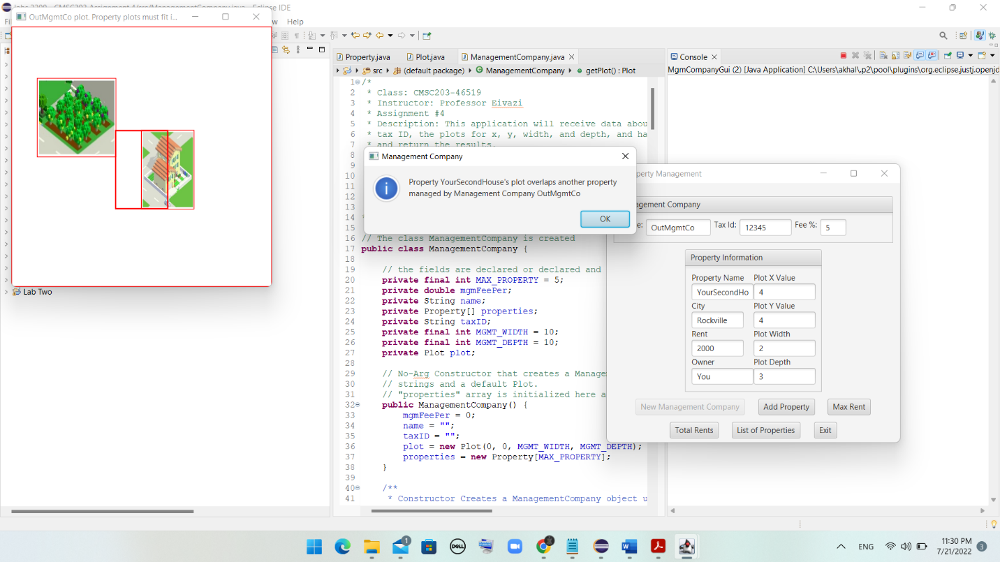 OutMgmtCo plot. Property plots must fit i...
Eclipse IDE
Help
Lab Two
Property.java
Plot.java
ManagementCompany.java
src
(default package)
ManagementCompany
getPlot() : Plot
1 /*
2 * Class: CMSC203-46519
3 * Instructor: Professor Eivazi
4 * Assignment #4
5 * Description: This application will receive data abou
6 * tax ID, the plots for x, y, width, and depth, and ha
7 * and return the results.
8
9
10
11
12
13
14
15
16 // The class ManagementCompany is created
17 public class ManagementCompany {
18
19 // the fields are declared or declared and
20 private final int MAX_PROPERTY = 5;
21 private double mgmFeePer;
22 private String name;
23 private Property[] properties;
24 private String taxID;
25 private final int MGMT_WIDTH = 10;
26 private final int MGMT_DEPTH = 10;
27 private Plot plot;
28
29 // No-Arg Constructor that creates a Manage
30 // strings and a default Plot.
31 // "properties" array is initialized here a
32 public ManagementCompany() {
33 mgmFeePer = 0;
34 name = "";
35 taxID = "";
36 plot = new Plot(0, 0, MGMT_WIDTH, MGMT_DEPTH);
37 properties = new Property[MAX_PROPERTY];
38 }
39
40 /**
41 * Constructor Creates a ManagementCompany object u
Management Company
Property YourSecondHouse's plot overlaps another property
managed by Management Company OutMgmtCo
OK
Console
MgmCompanyGui (2) [Java Application] C:\Users\akhal\.p2\pool\plugins\org.eclipse.justj.openjd
perty Management
agement Company
e: OutMgmtCo Tax Id: 12345 Fee %: 5
Property Information
Property Name Plot X Value
YourSecondHo 4
City Plot Y Value
Rockville 4
Rent Plot Width
2000 2
Owner Plot Depth
You 3
New Management Company Add Property Max Rent
Total Rents List of Properties Exit
DELL
1
W
ENG
11:30 PM
7/21/2022
3